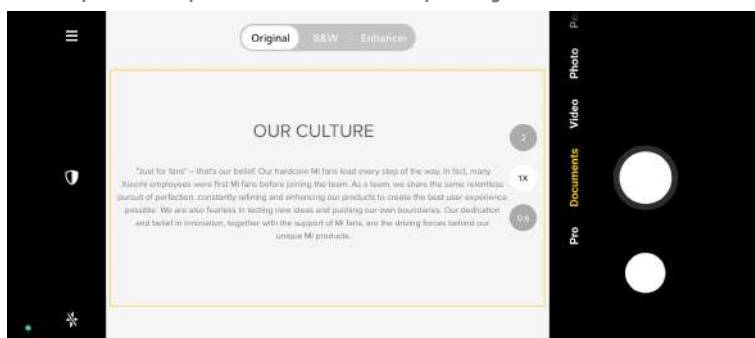 Original B&W Enhancer
OUR CULTURE
"Just for fans" – that's our belief. Our hardcore Mi fans lead every step of the way. In fact, many
Xiaomi employees were first Mi fans before joining the team. As a team, we share the same relentless
pursuit of perfection, constantly refining and enhancing our products to create the best user experience
possible. We are also fearless in testing new ideas and pushing our own boundaries. Our dedication
and belief in innovation, together with the support of Mi fans, are the driving forces behind our
unique Mi products.
2
1X
0.6
Photo
Video
Documents
Pro